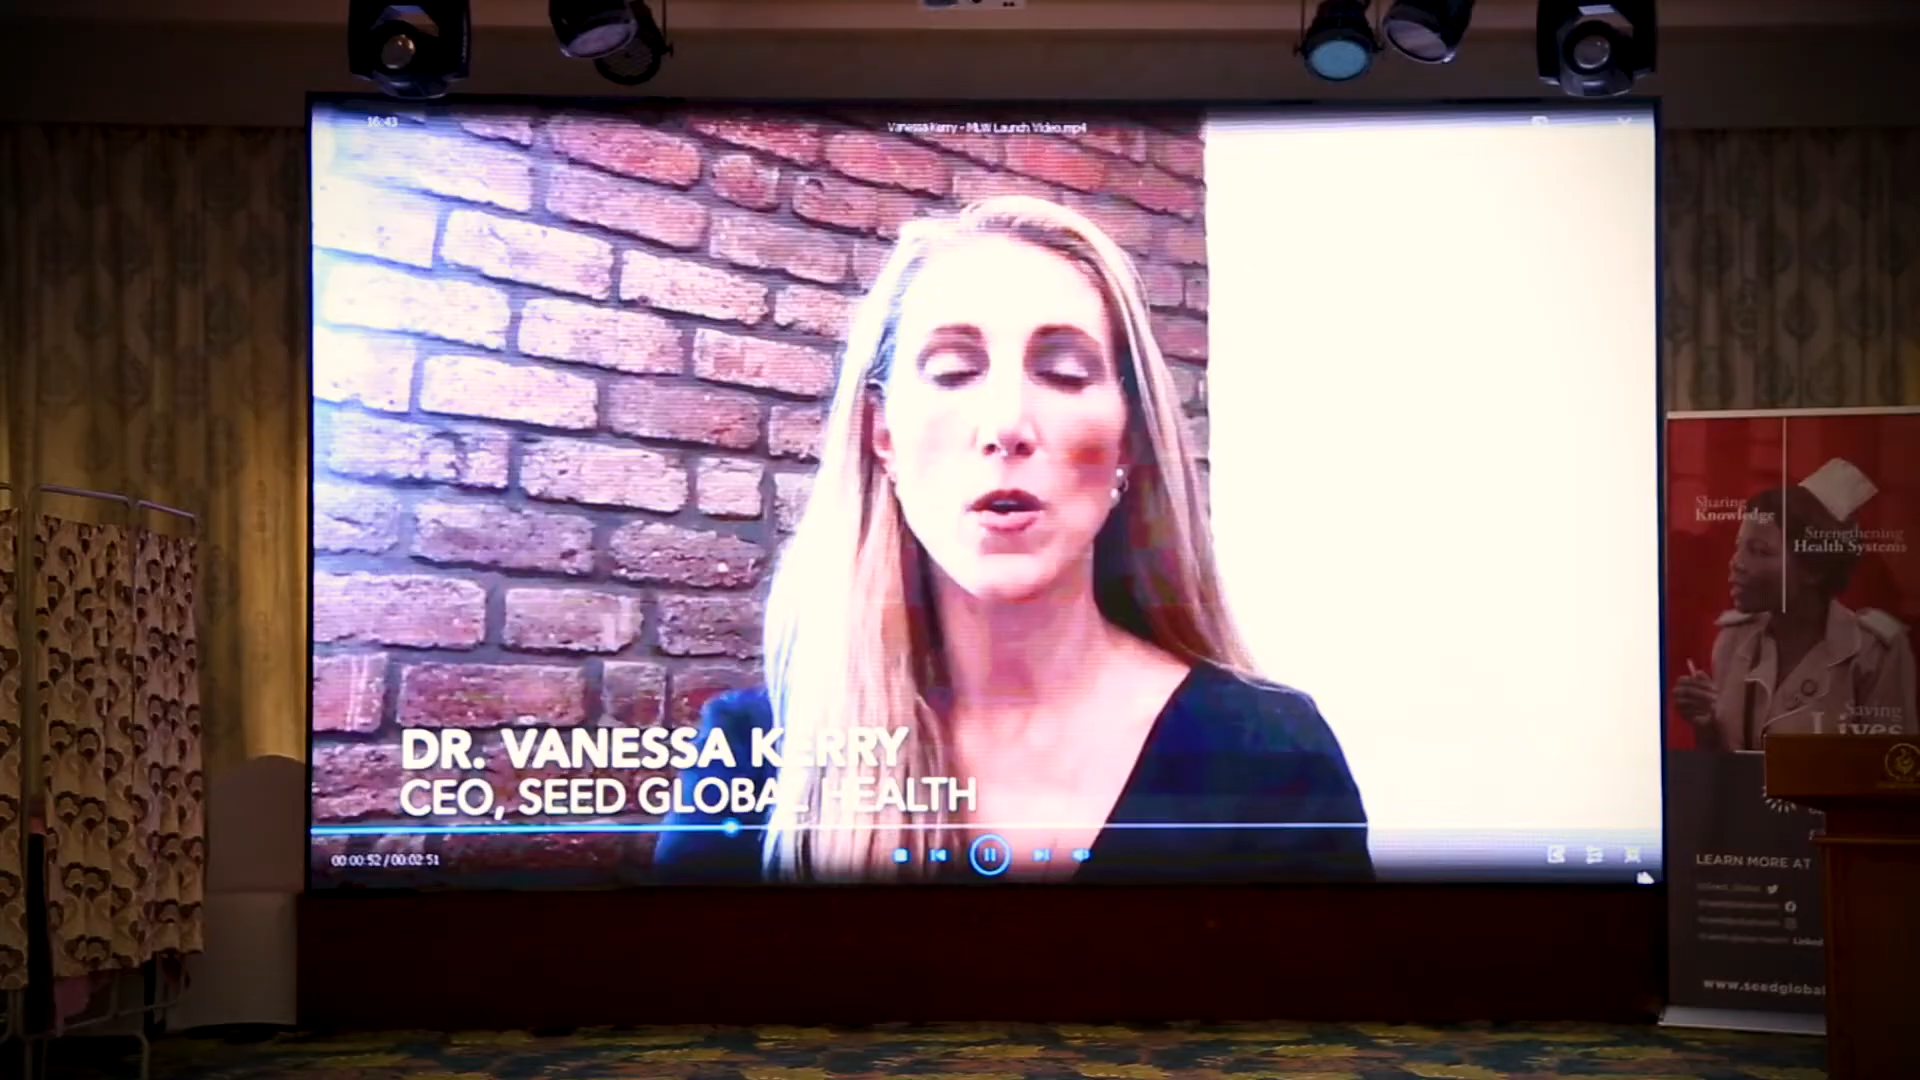 16:43
Vanessa Kerry - MLW Launch Video.mp4
DR. VANESSA KERRY
CEO, SEED GLOBAL HEALTH
00:00:52 / 00:02:51
Sharing
Knowledge
Strengthening
Health Systems
Saving
Lives
LEARN MORE AT
www.seedglobal